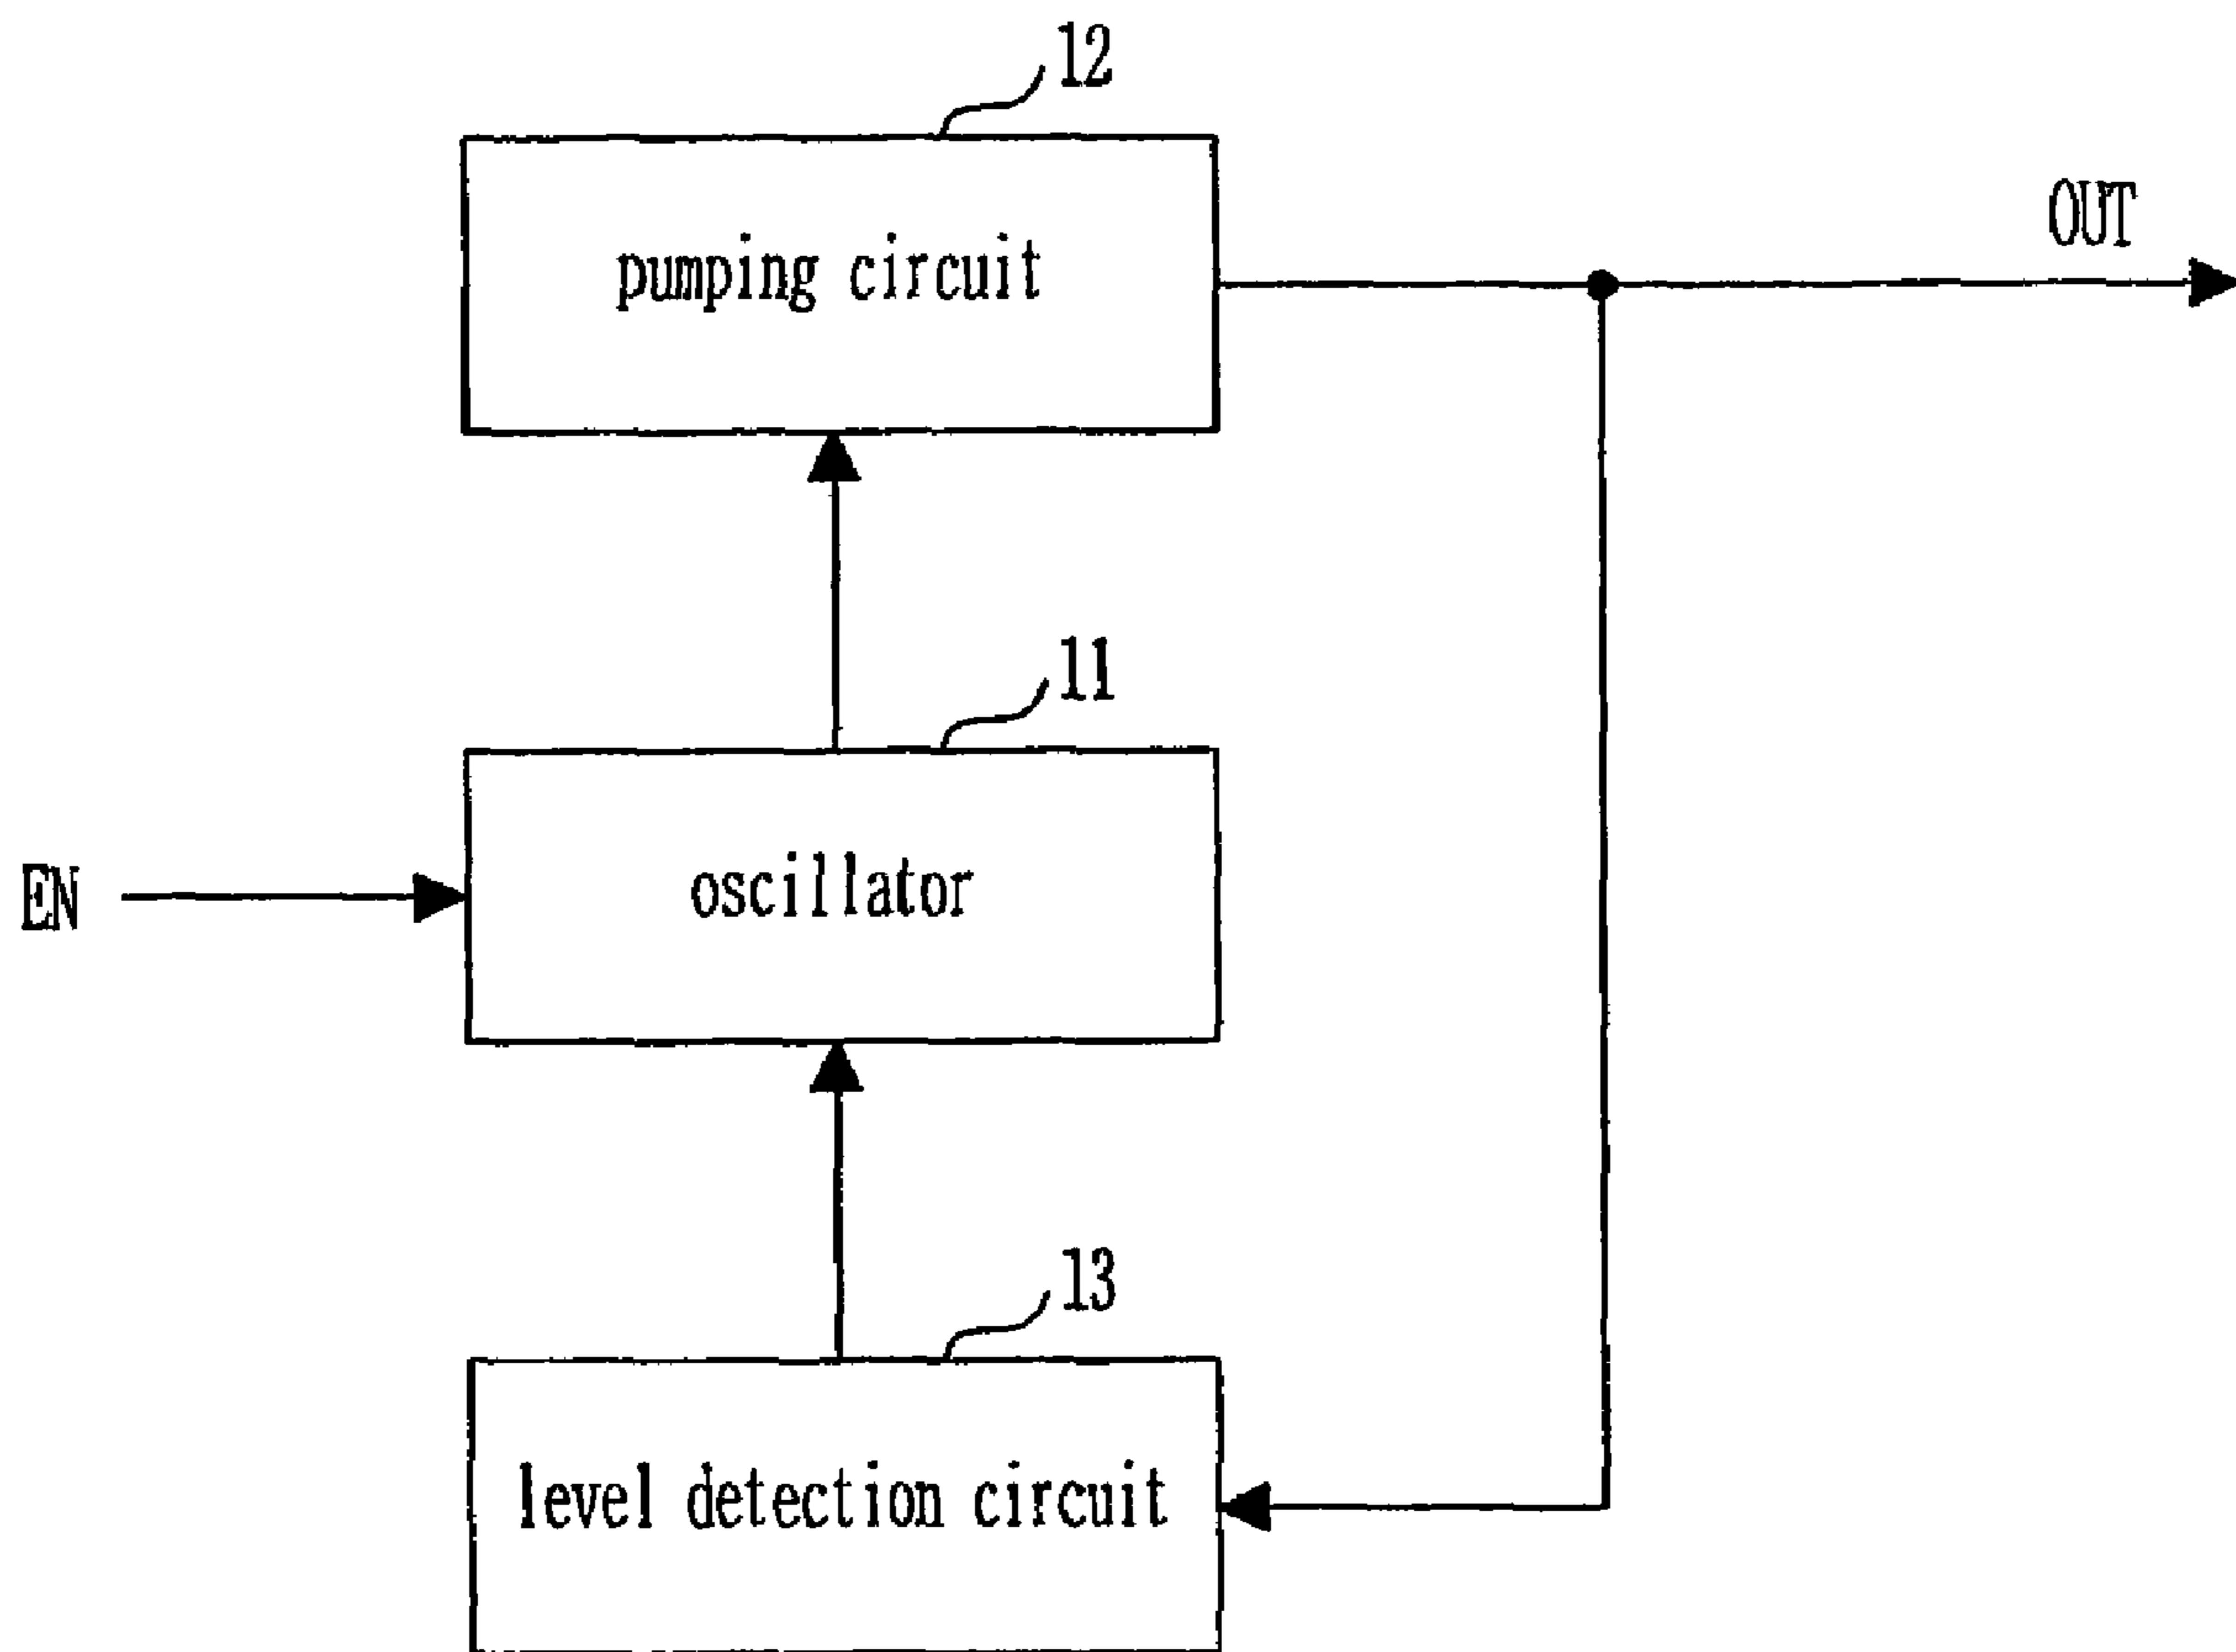 12
pumping circuit
OUT
11
EN
oscillator
13
level detection circuit